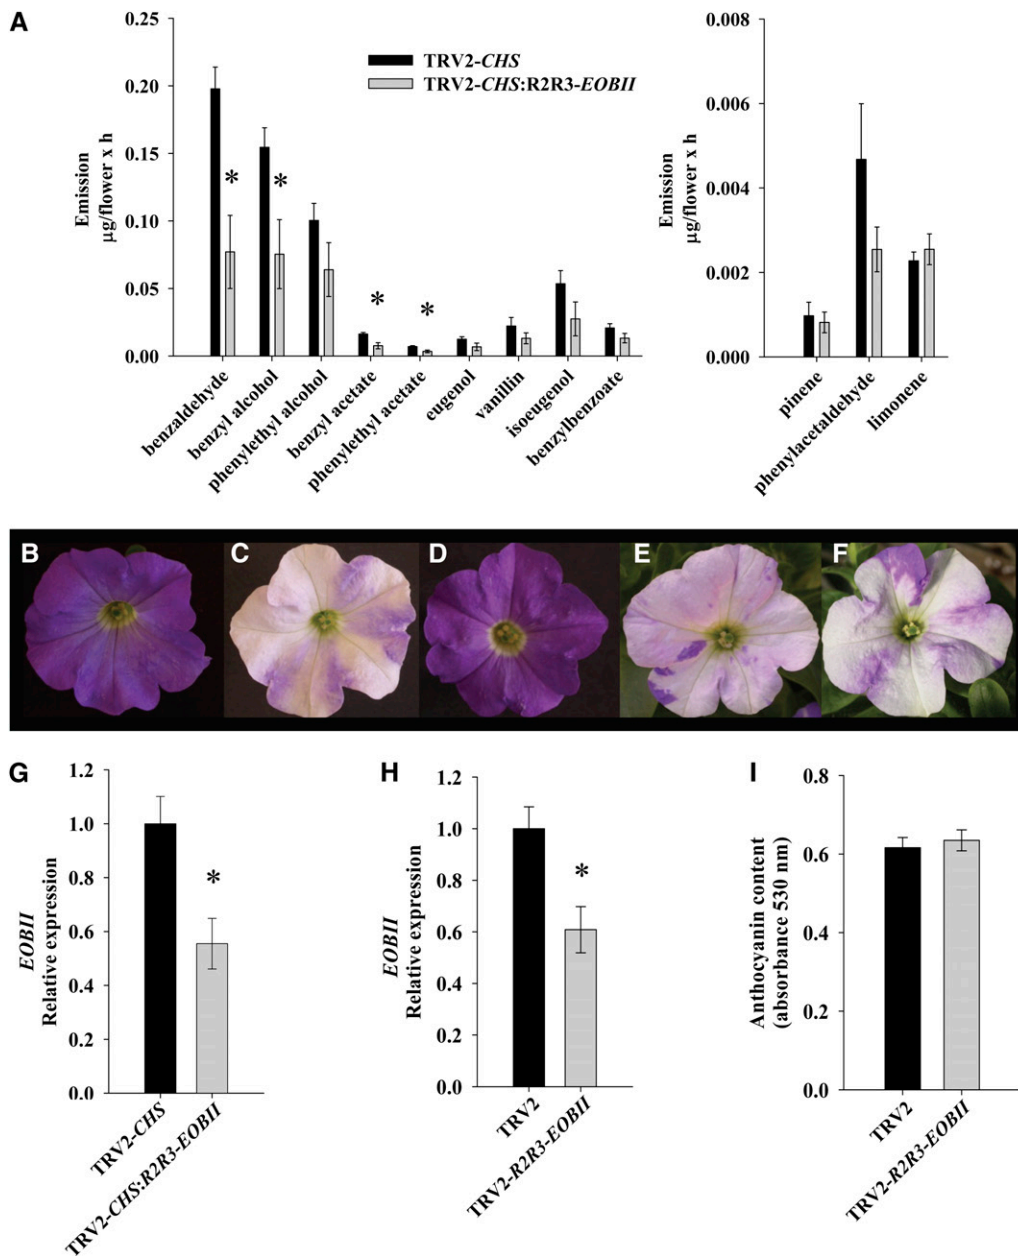 A
0.25
0.20
0.15
0.10
0.05
0.00
Emission
µg/flower x h
TRV2-CHS
TRV2-CHS:R2R3-EOBII
*
*
*
*
benzaldehyde
benzyl alcohol
phenylethyl alcohol
benzyl acetate
phenylethyl acetate
eugenol
vanillin
isoeugenol
benzylbenzoate
0.008
0.006
0.004
0.002
0.000
Emission
µg/flower x h
pinene
phenylacetaldehyde
limonene
B
C
D
E
F
G
1.2
1.0
0.8
0.6
0.4
0.2
0.0
EOBII
Relative expression
*
TRV2-CHS
TRV2-CHS:R2R3-EOBII
H
1.2
1.0
0.8
0.6
0.4
0.2
0.0
EOBII
Relative expression
*
TRV2
TRV2-R2R3-EOBII
I
0.8
0.6
0.4
0.2
0.0
Anthocyanin content
(absorbance 530 nm)
TRV2
TRV2-R2R3-EOBII